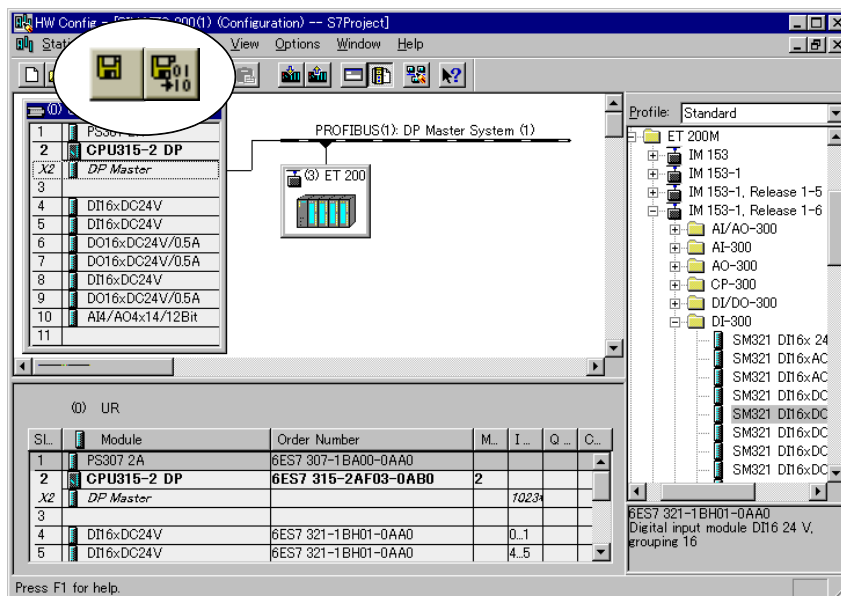 HW Config - [SIMATIC 300(1) (Configuration) -- S7Project]
Stati View Options Window Help
(0) U
1 PS307 2A
2 CPU315-2 DP
X2 DP Master
3
4 DI16xDC24V
5 DI16xDC24V
6 DO16xDC24V/0.5A
7 DO16xDC24V/0.5A
8 DI16xDC24V
9 DO16xDC24V/0.5A
10 AI4/AO4x14/12Bit
11
PROFIBUS(1): DP Master System (1)
(3) ET 200
Profile: Standard
ET 200M
IM 153
IM 153-1
IM 153-1, Release 1-5
IM 153-1, Release 1-6
AI/AO-300
AI-300
AO-300
CP-300
DI/DO-300
DI-300
SM321 DI16x 24
SM321 DI16xAC
SM321 DI16xAC
SM321 DI16xDC
SM321 DI16xDC
SM321 DI16xDC
SM321 DI16xDC
SM321 DI16xDC
(0) UR
Sl... Module Order Number M... I ... Q ... C...
1 PS307 2A 6ES7 307-1BA00-0AA0
2 CPU315-2 DP 6ES7 315-2AF03-0AB0 2
X2 DP Master 1023*
3
4 DI16xDC24V 6ES7 321-1BH01-0AA0 0...1
5 DI16xDC24V 6ES7 321-1BH01-0AA0 4...5
6ES7 321-1BH01-0AA0
Digital input module DI16 24 V,
grouping 16
Press F1 for help.